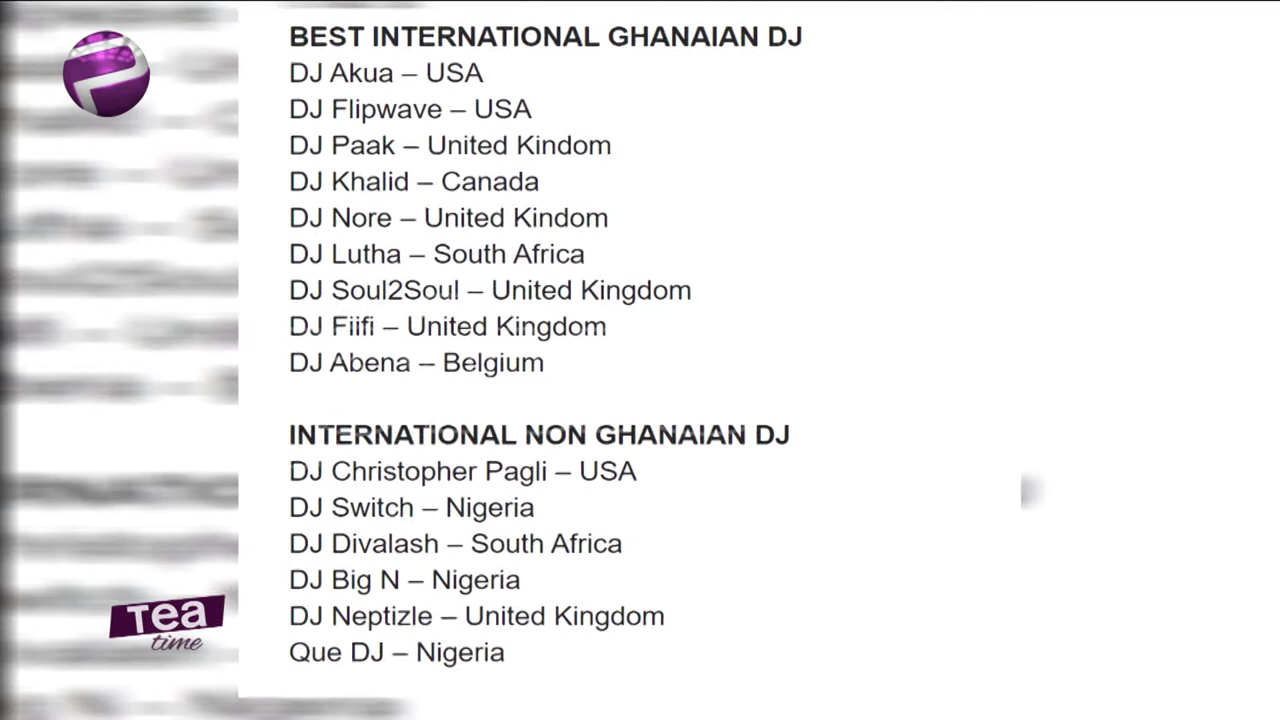 BEST INTERNATIONAL GHANAIAN DJ
DJ Akua – USA
DJ Flipwave – USA
DJ Paak – United Kindom
DJ Khalid – Canada
DJ Nore – United Kindom
DJ Lutha – South Africa
DJ Soul2Soul – United Kingdom
DJ Fiifi – United Kingdom
DJ Abena – Belgium
INTERNATIONAL NON GHANAIAN DJ
DJ Christopher Pagli – USA
DJ Switch – Nigeria
DJ Divalash – South Africa
DJ Big N – Nigeria
DJ Neptizle – United Kingdom
Que DJ – Nigeria
Tea
time